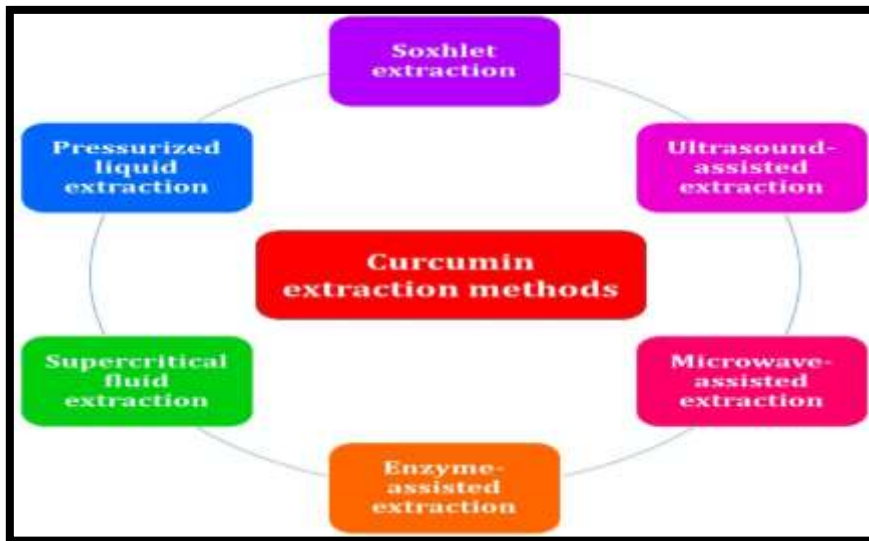 Soxhlet
extraction
Ultrasound-
assisted
extraction
Microwave-
assisted
extraction
Enzyme-
assisted
extraction
Supercritical
fluid
extraction
Pressurized
liquid
extraction
Curcumin
extraction methods